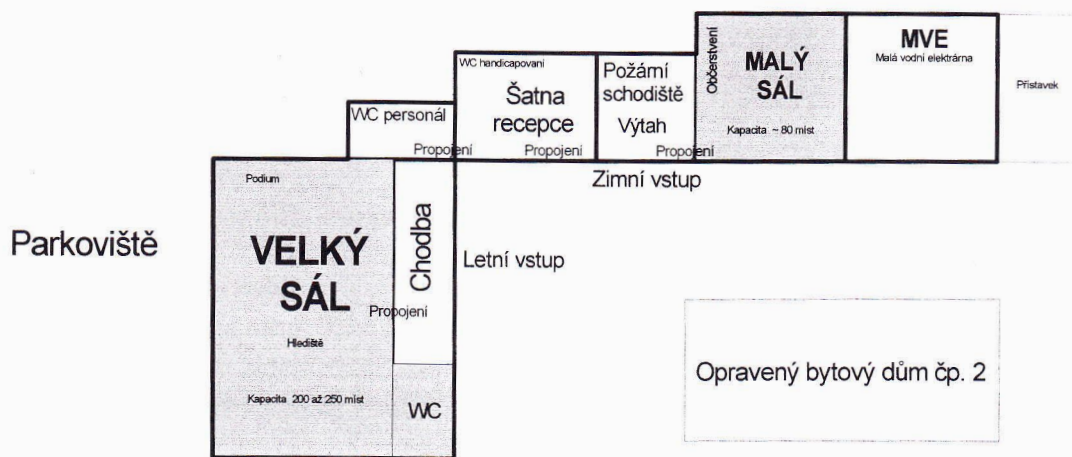 MVE
Malá vodní elektrárna
Občerstvení
MALÝ
SÁL
Kapacita ~ 80 míst
Přístavek
WC handicapovaní
Šatna
recepce
Požární
schodiště
Výtah
WC personál
Propojení
Propojení
Propojení
Zimní vstup
Podium
VELKÝ
SÁL
Hlediště
Kapacita 200 až 250 míst
Chodba
Propojení
WC
Parkoviště
Letní vstup
Opravený bytový dům čp. 2